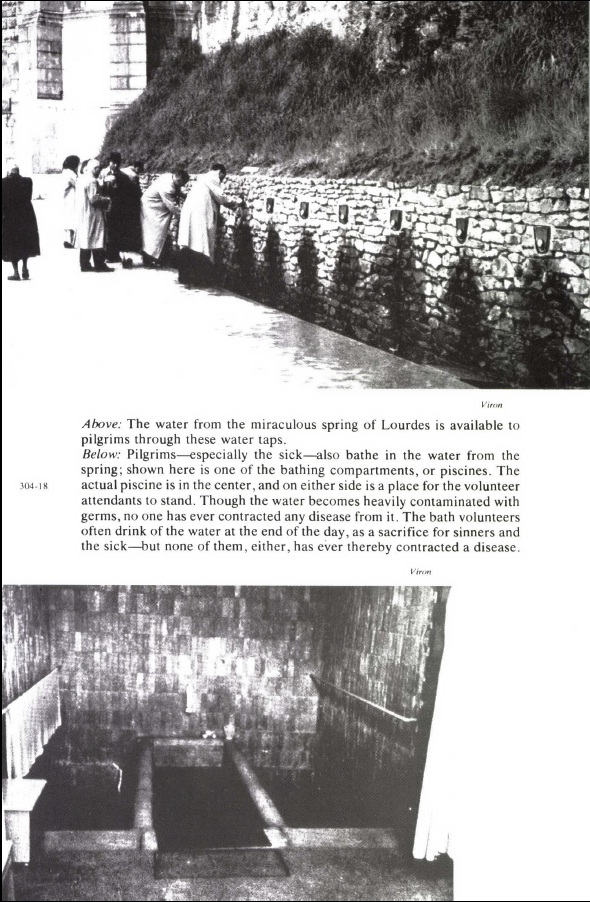 Viron
Above: The water from the miraculous spring of Lourdes is available to
pilgrims through these water taps.
Below: Pilgrims—especially the sick—also bathe in the water from the
spring; shown here is one of the bathing compartments, or piscines. The
304-18
actual piscine is in the center, and on either side is a place for the volunteer
attendants to stand. Though the water becomes heavily contaminated with
germs, no one has ever contracted any disease from it. The bath volunteers
often drink of the water at the end of the day, as a sacrifice for sinners and
the sick—but none of them, either, has ever thereby contracted a disease.
Viron